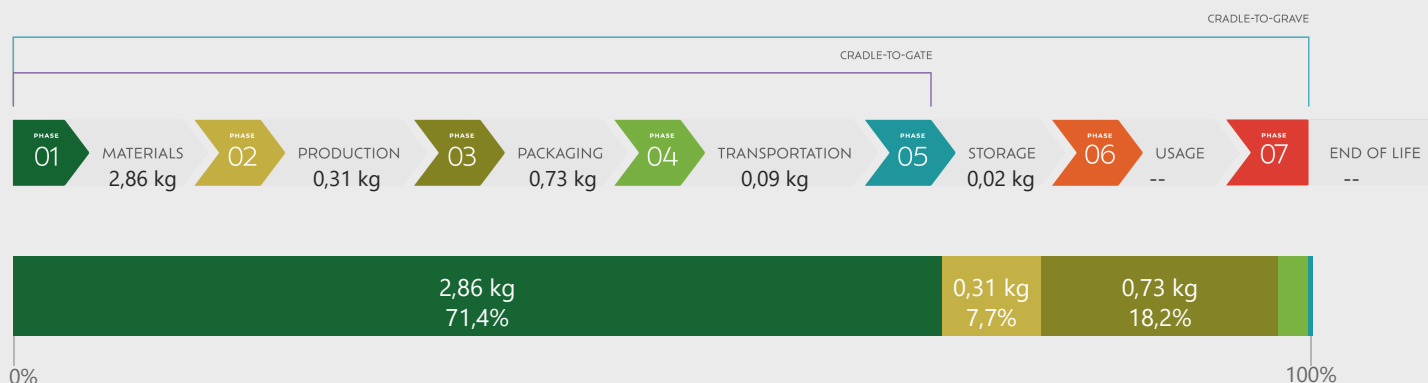 CRADLE-TO-GRAVE
CRADLE-TO-GATE
PHASE
01
MATERIALS
2,86 kg
PHASE
02
PRODUCTION
0,31 kg
PHASE
03
PACKAGING
0,73 kg
PHASE
04
TRANSPORTATION
0,09 kg
PHASE
05
STORAGE
0,02 kg
PHASE
06
USAGE
--
PHASE
07
END OF LIFE
--
2,86 kg
71,4%
0,31 kg
7,7%
0,73 kg
18,2%
0%
100%